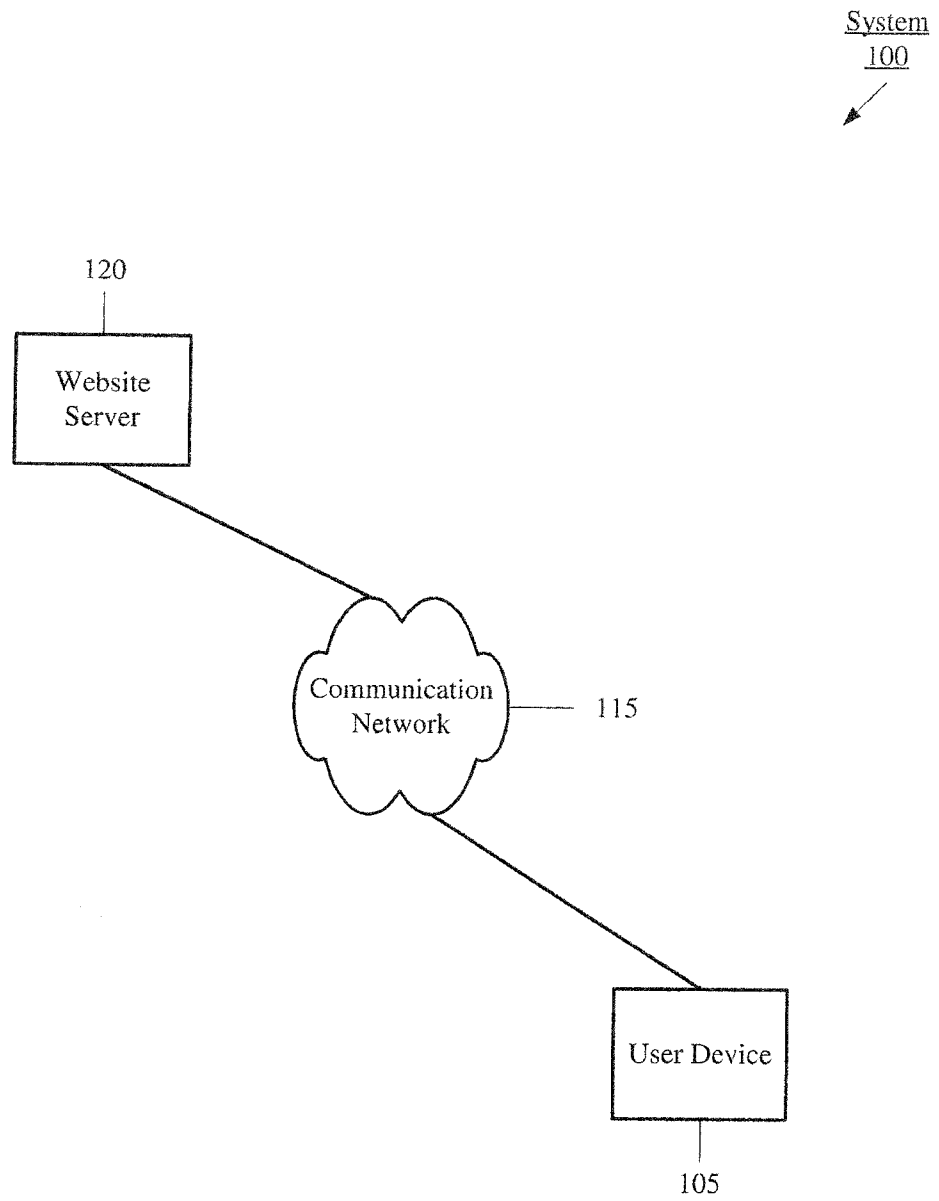 System
100
120
Website
Server
Communication
Network
115
User Device
105